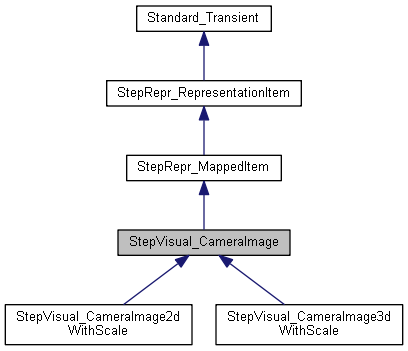 Standard_Transient
StepRepr_RepresentationItem
StepRepr_MappedItem
StepVisual_CameraImage
StepVisual_CameraImage2d
WithScale
StepVisual_CameraImage3d
WithScale